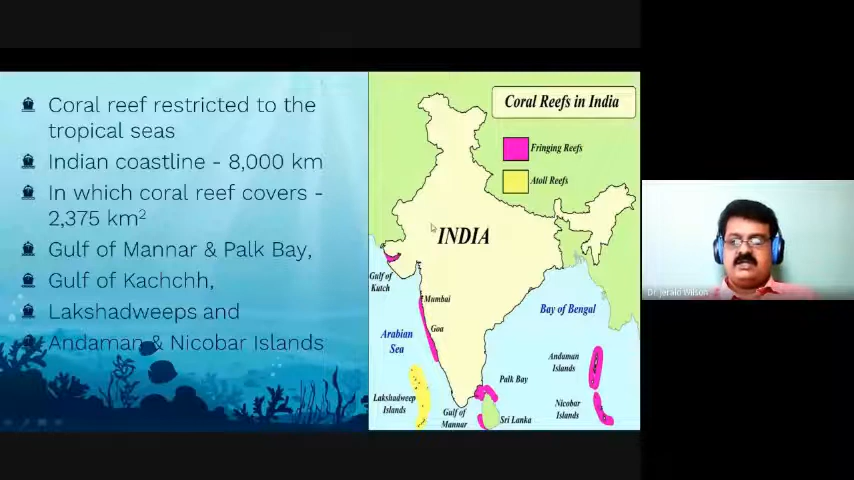 Coral reef restricted to the
tropical seas
Indian coastline - 8,000 km
In which coral reef covers -
2,375 km²
Gulf of Mannar & Palk Bay,
Gulf of Kachchh,
Lakshadweeps and
Andaman & Nicobar Islands
Coral Reefs in India
Fringing Reefs
Atoll Reefs
INDIA
Gulf of
Kutch
Mumbai
Goa
Arabian
Sea
Bay of Bengal
Lakshadweep
Islands
Gulf of
Mannar
Palk Bay
Sri Lanka
Andaman
Islands
Nicobar
Islands
Dr. Jerald Wilson